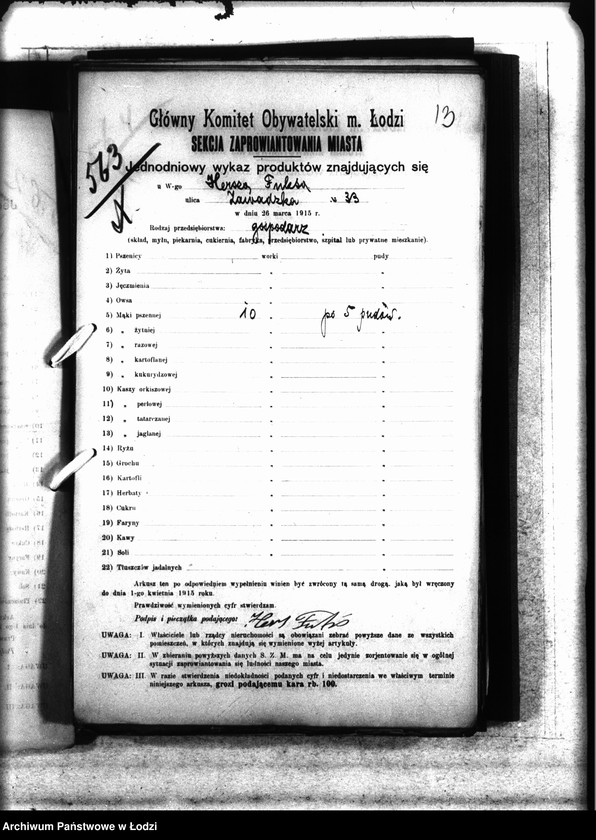 13
Główny Komitet Obywatelski m. Łodzi
SEKCJA ZAPROWIANTOWANIA MIASTA
563
Jednodniowy wykaz produktów znajdujących się
u W-go Hersza Fuksa
ulica Zawadzka № 33
w dniu 26 marca 1915 r.
Rodzaj przedsiębiorstwa: gospodarz
(skład, młyn, piekarnia, cukiernia, fabryka, przedsiębiorstwo, szpital lub prywatne mieszkanie).
1) Pszenicy worki pudy
2) Żyta " "
3) Jęczmienia " "
4) Owsa " "
5) Mąki pszennej 10 " po 5 pudów.
6) " żytniej " "
7) " razowej " "
8) " kartoflanej " "
9) " kukurydzowej " "
10) Kaszy orkiszowej " "
11) " perłowej " "
12) " tatarczanej " "
13) " jaglanej " "
14) Ryżu " "
15) Grochu " "
16) Kartofli " "
17) Herbaty " "
18) Cukru " "
19) Faryny " "
20) Kawy " "
21) Soli " "
22) Tłuszczów jadalnych " "
Arkusz ten po odpowiedniem wypełnieniu winien być zwrócony tą samą drogą, jaką był wręczony
do dnia 1-go kwietnia 1915 roku.
Prawdziwość wymienionych cyfr stwierdzam.
Podpis i pieczątka podającego:
UWAGA: I. Właściciele lub rządcy nieruchomości są obowiązani zebrać powyższe dane ze wszystkich
pomieszczeń, w których znajdują się wymienione wyżej artykuły.
UWAGA: II. W zbieraniu powyższych danych S. Z. M. ma na celu jedynie zorjentowanie się w ogólnej
sytuacji zaprowiantowania się ludności naszego miasta.
UWAGA: III. W razie stwierdzenia niedokładności podanych cyfr i niedostarczenia we właściwym terminie
niniejszego arkusza, grozi podającemu kara rb. 100.
Archiwum Państwowe w Łodzi